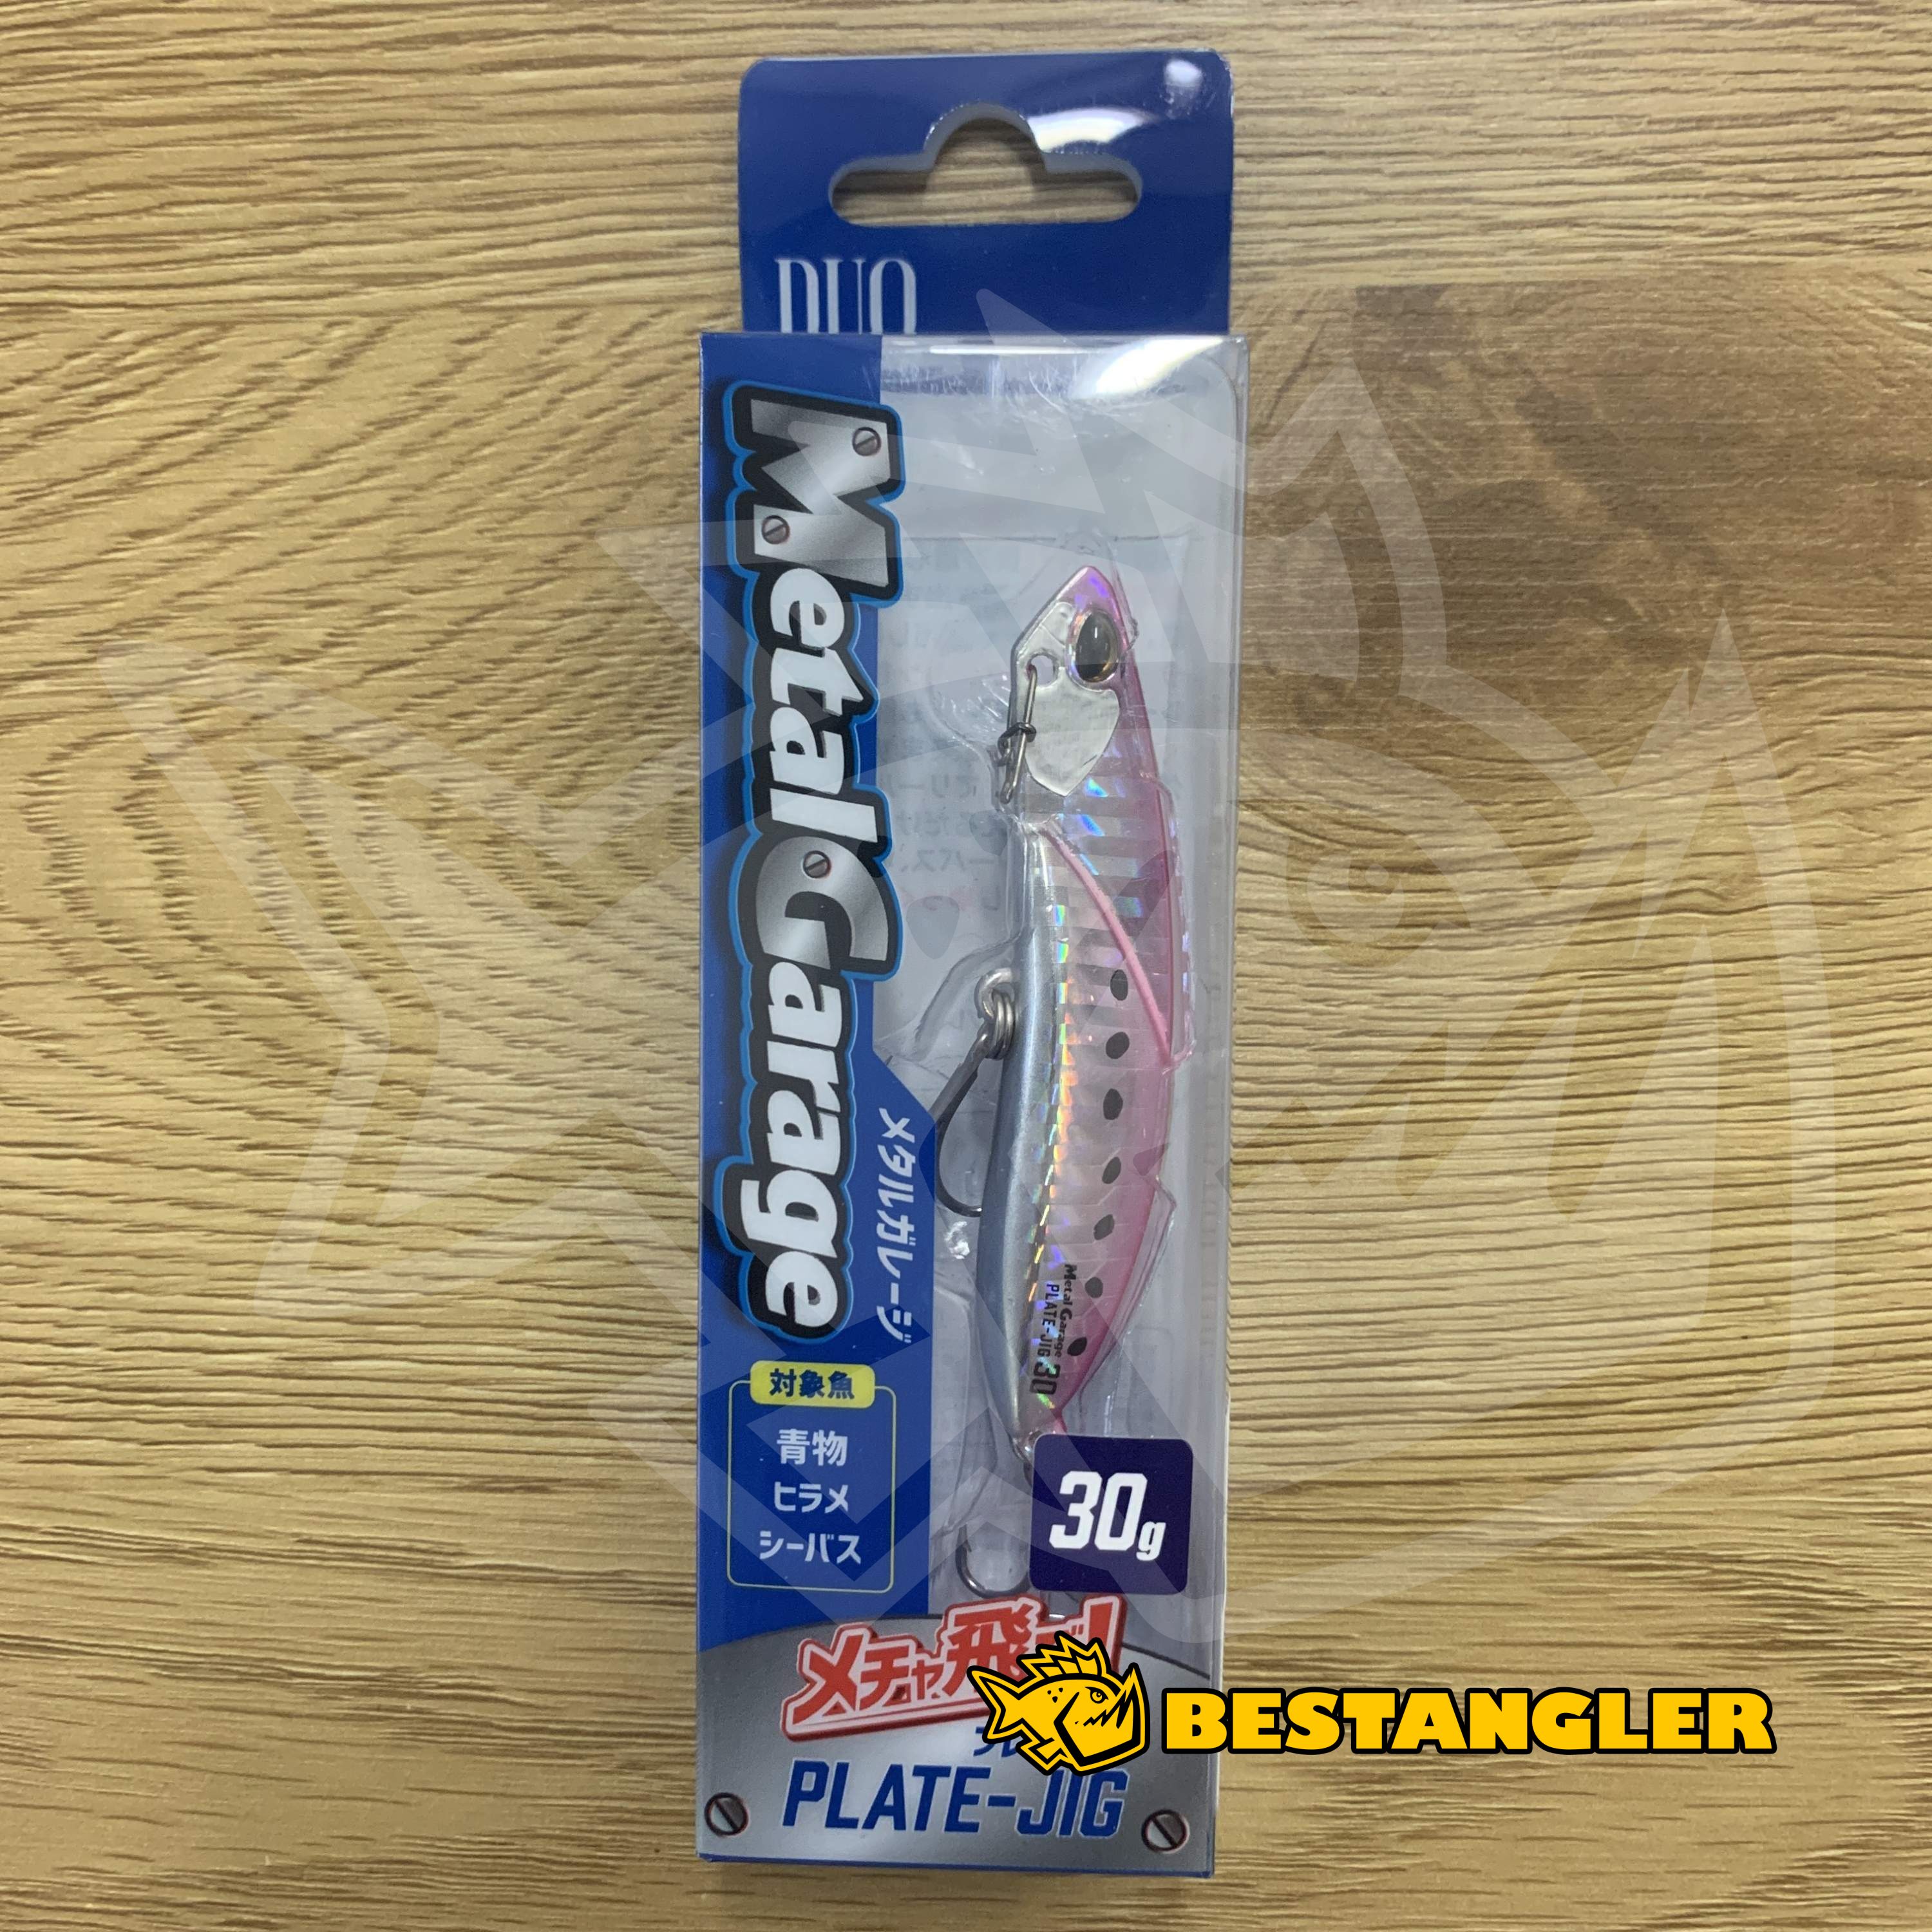 DUO
Metal Garage
メタルガレージ
Metal Garage
PLATE-JIG 30
対象魚
青物
ヒラメ
シーバス
30g
メチャ飛
BESTANGLER
PLATE-JIG